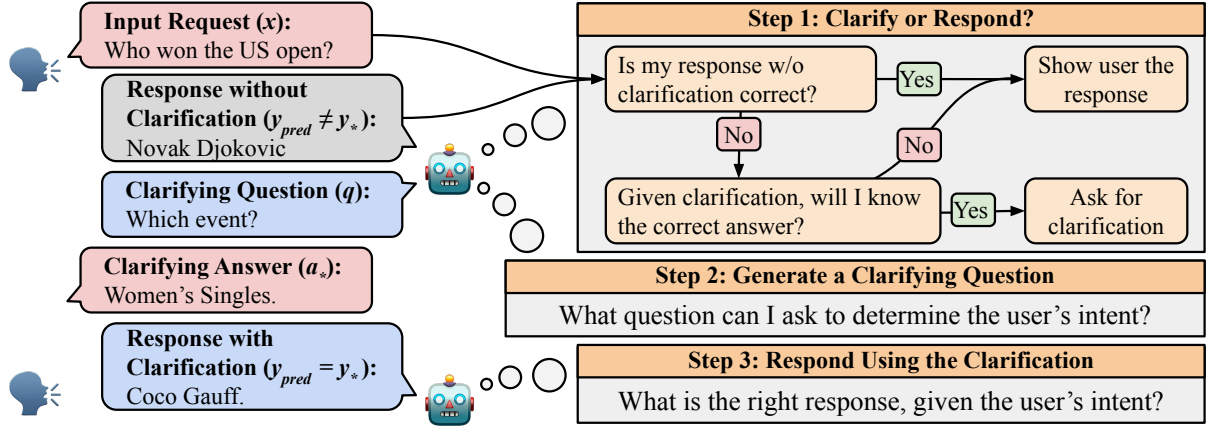 Input Request (x):
Who won the US open?
Response without
Clarification (y_pred ≠ y_*):
Novak Djokovic
Clarifying Question (q):
Which event?
Clarifying Answer (a_*):
Women's Singles.
Response with
Clarification (y_pred = y_*):
Coco Gauff.
Step 1: Clarify or Respond?
Is my response w/o
clarification correct?
Yes
Show user the
response
No
No
Given clarification, will I know
the correct answer?
Yes
Ask for
clarification
Step 2: Generate a Clarifying Question
What question can I ask to determine the user's intent?
Step 3: Respond Using the Clarification
What is the right response, given the user's intent?